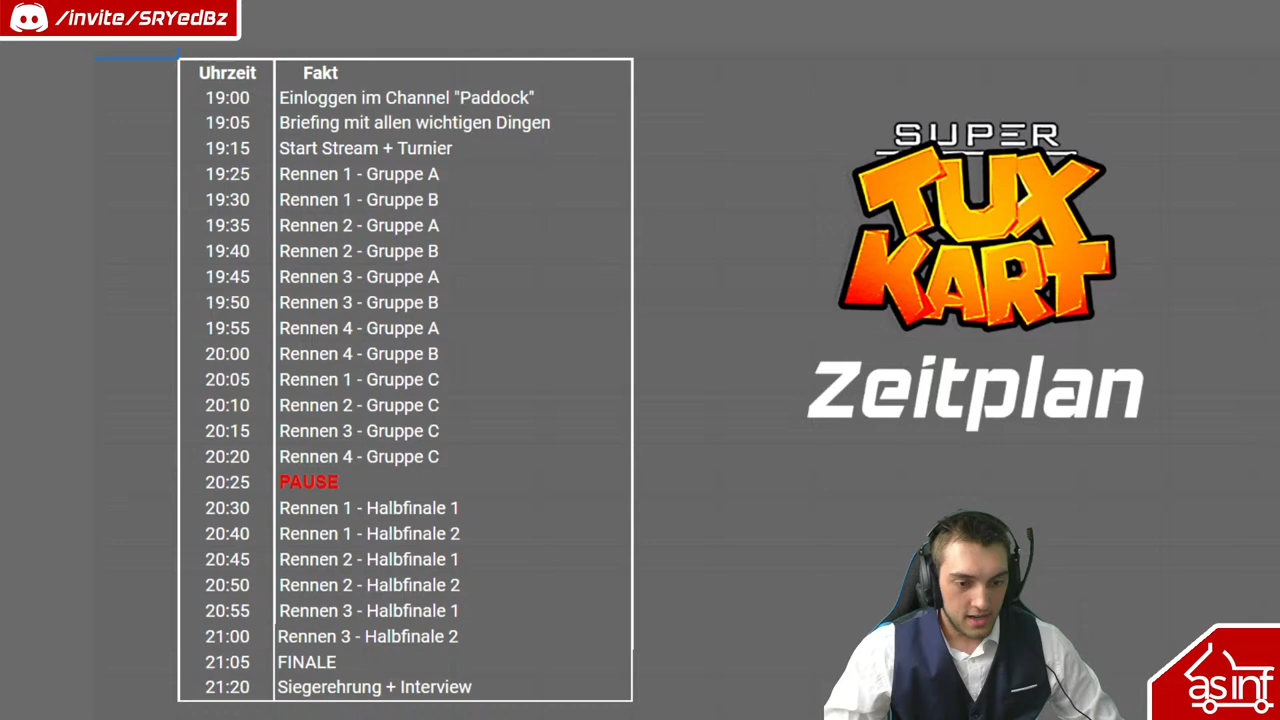 /invite/SRYedBz
Uhrzeit Fakt
19:00 Einloggen im Channel "Paddock"
19:05 Briefing mit allen wichtigen Dingen
19:15 Start Stream + Turnier
19:25 Rennen 1 - Gruppe A
19:30 Rennen 1 - Gruppe B
19:35 Rennen 2 - Gruppe A
19:40 Rennen 2 - Gruppe B
19:45 Rennen 3 - Gruppe A
19:50 Rennen 3 - Gruppe B
19:55 Rennen 4 - Gruppe A
20:00 Rennen 4 - Gruppe B
20:05 Rennen 1 - Gruppe C
20:10 Rennen 2 - Gruppe C
20:15 Rennen 3 - Gruppe C
20:20 Rennen 4 - Gruppe C
20:25 PAUSE
20:30 Rennen 1 - Halbfinale 1
20:40 Rennen 1 - Halbfinale 2
20:45 Rennen 2 - Halbfinale 1
20:50 Rennen 2 - Halbfinale 2
20:55 Rennen 3 - Halbfinale 1
21:00 Rennen 3 - Halbfinale 2
21:05 FINALE
21:20 Siegerehrung + Interview
SUPER
TUX
KART
Zeitplan
as inf